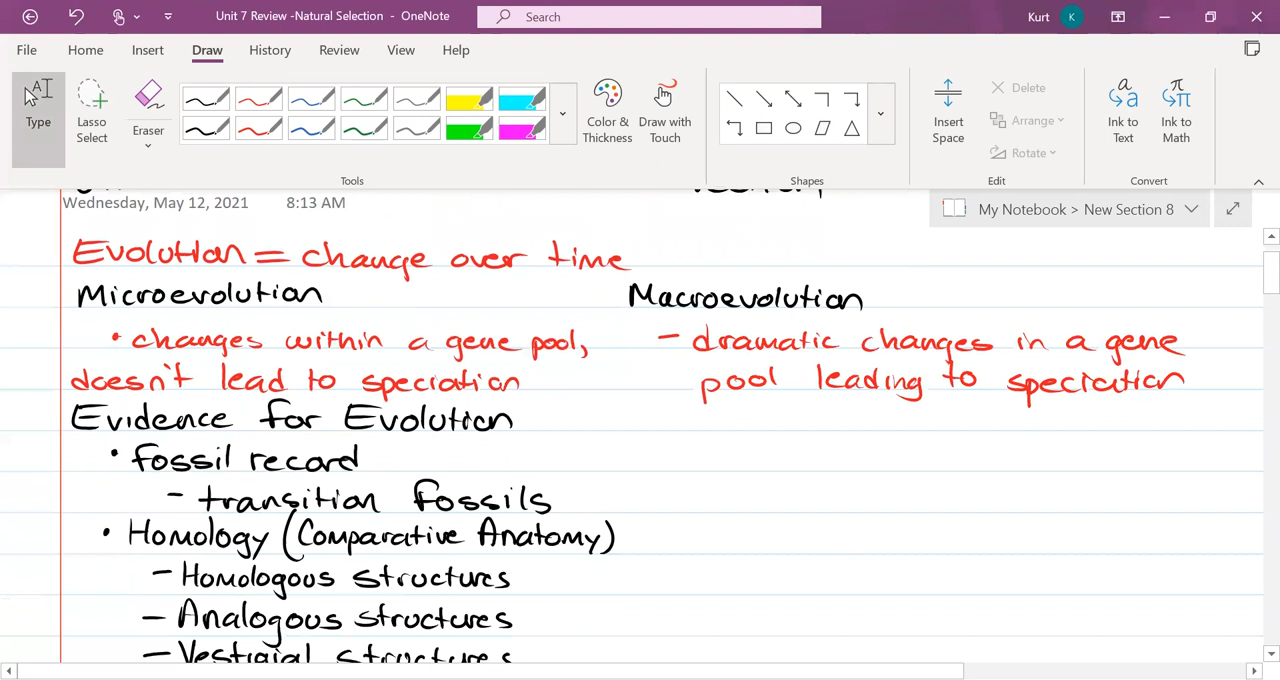 Unit 7 Review -Natural Selection - OneNote
Search
Kurt
K
File
Home
Insert
Draw
History
Review
View
Help
Type
Lasso Select
Eraser
Color & Thickness
Draw with Touch
Insert Space
Delete
Arrange
Rotate
a a
Ink to Text
π π
Ink to Math
Tools
Shapes
Edit
Convert
Wednesday, May 12, 2021 8:13 AM
My Notebook > New Section 8
Evolution = change over time
Microevolution
Macroevolution
• changes within a gene pool,
doesn't lead to speciation
- dramatic changes in a gene
pool leading to speciation
Evidence for Evolution
• Fossil record
- transition fossils
• Homology (Comparative Anatomy)
- Homologous structures
- Analogous structures
- Vestigial structures